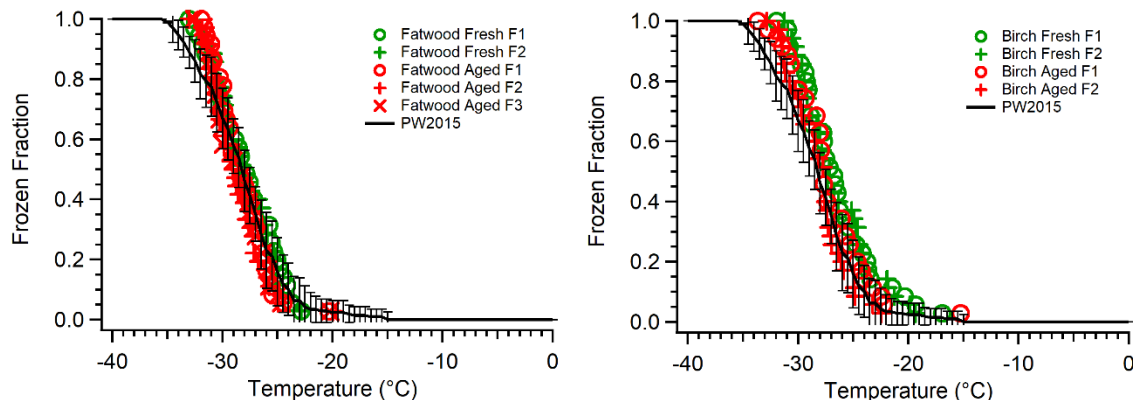 Frozen Fraction
1.0
0.8
0.6
0.4
0.2
0.0
-40
-30
-20
-10
0
Temperature (°C)
Fatwood Fresh F1
Fatwood Fresh F2
Fatwood Aged F1
Fatwood Aged F2
Fatwood Aged F3
PW2015
Frozen Fraction
1.0
0.8
0.6
0.4
0.2
0.0
-40
-30
-20
-10
0
Temperature (°C)
Birch Fresh F1
Birch Fresh F2
Birch Aged F1
Birch Aged F2
PW2015